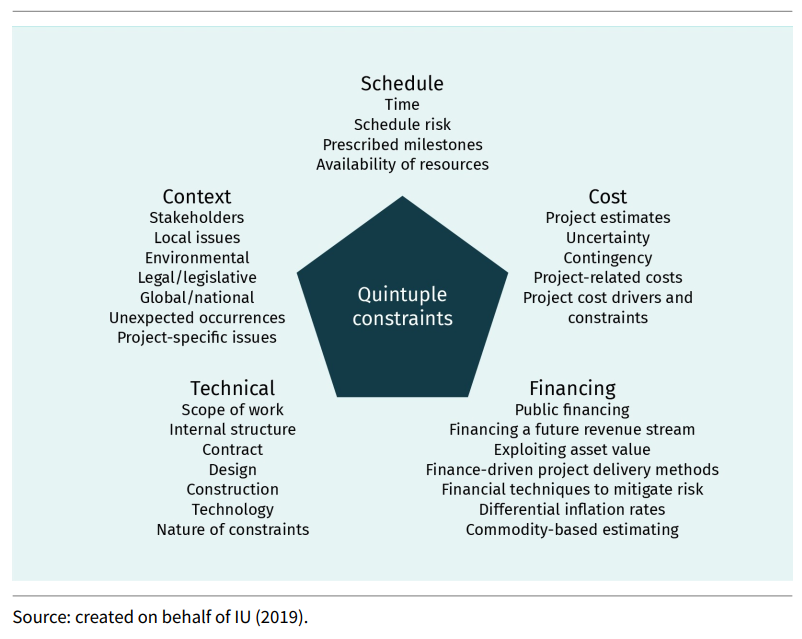 Schedule
Time
Schedule risk
Prescribed milestones
Availability of resources
Context
Stakeholders
Local issues
Environmental
Legal/legislative
Global/national
Unexpected occurrences
Project-specific issues
Quintuple
constraints
Cost
Project estimates
Uncertainty
Contingency
Project-related costs
Project cost drivers and
constraints
Technical
Scope of work
Internal structure
Contract
Design
Construction
Technology
Nature of constraints
Financing
Public financing
Financing a future revenue stream
Exploiting asset value
Finance-driven project delivery methods
Financial techniques to mitigate risk
Differential inflation rates
Commodity-based estimating
Source: created on behalf of IU (2019).